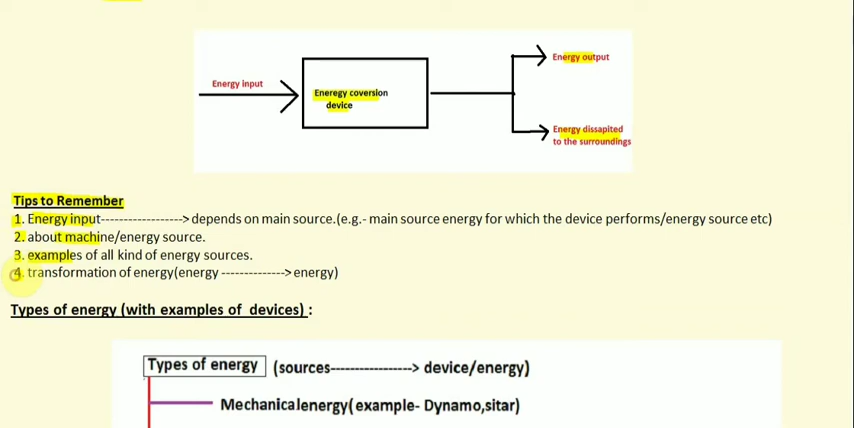 Energy input
Eneregy coversion
device
Energy output
Energy dissapited
to the surroundings
Tips to Remember
1. Energy input------------------> depends on main source.(e.g.- main source energy for which the device performs/energy source etc)
2. about machine/energy source.
3. examples of all kind of energy sources.
4. transformation of energy(energy --------------> energy)
Types of energy (with examples of devices) :
Types of energy (sources-----------------> device/energy)
Mechanicalenergy(example- Dynamo,sitar)